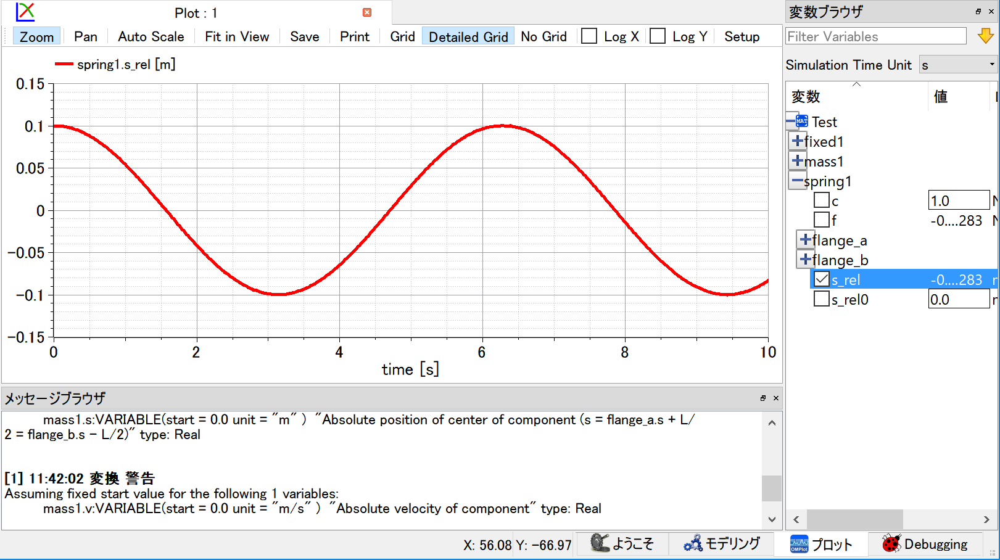 Plot : 1
Zoom Pan Auto Scale Fit in View Save Print Grid Detailed Grid No Grid Log X Log Y Setup
spring1.s_rel [m]
0.15
0.1
0.05
0
-0.05
-0.1
-0.15
0 2 4 6 8 10
time [s]
メッセージブラウザ
mass1.s:VARIABLE(start = 0.0 unit = "m" )  "Absolute position of center of component (s = flange_a.s + L/
2 = flange_b.s - L/2)" type: Real
[1] 11:42:02 変換 警告
Assuming fixed start value for the following 1 variables:
mass1.v:VARIABLE(start = 0.0 unit = "m/s" )  "Absolute velocity of component" type: Real
変数ブラウザ
Filter Variables
Simulation Time Unit s
変数 値
MAT Test
fixed1
mass1
spring1
c 1.0
f -0....283
flange_a
flange_b
s_rel -0....283
s_rel0 0.0
X: 56.08 Y: -66.97 ようこそ モデリング OMPlot プロット Debugging